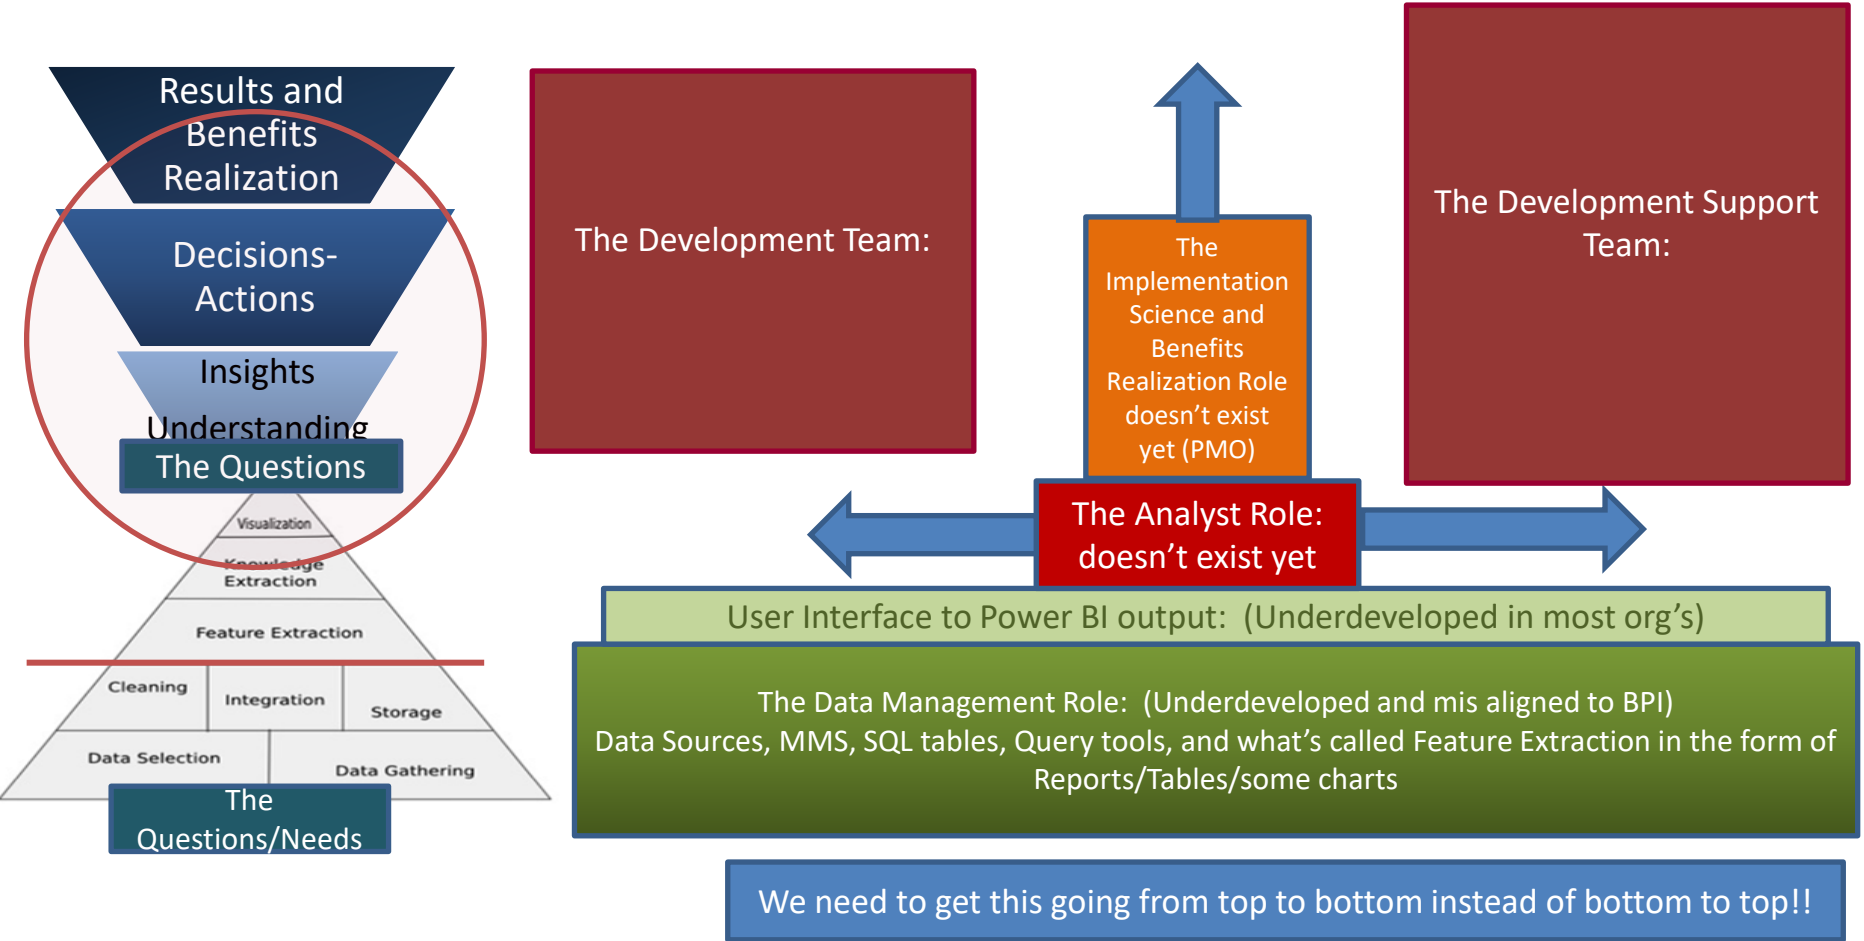 Results and
Benefits
Realization
Decisions-
Actions
Insights
Understanding
The Questions
Visualization
Knowledge
Extraction
Feature Extraction
Cleaning
Integration
Storage
Data Selection
Data Gathering
The
Questions/Needs
The Development Team:
The
Implementation
Science and
Benefits
Realization Role
doesn’t exist
yet (PMO)
The Development Support
Team:
The Analyst Role:
doesn’t exist yet
User Interface to Power BI output:  (Underdeveloped in most org’s)
The Data Management Role:  (Underdeveloped and mis aligned to BPI)
Data Sources, MMS, SQL tables, Query tools, and what’s called Feature Extraction in the form of
Reports/Tables/some charts
We need to get this going from top to bottom instead of bottom to top!!